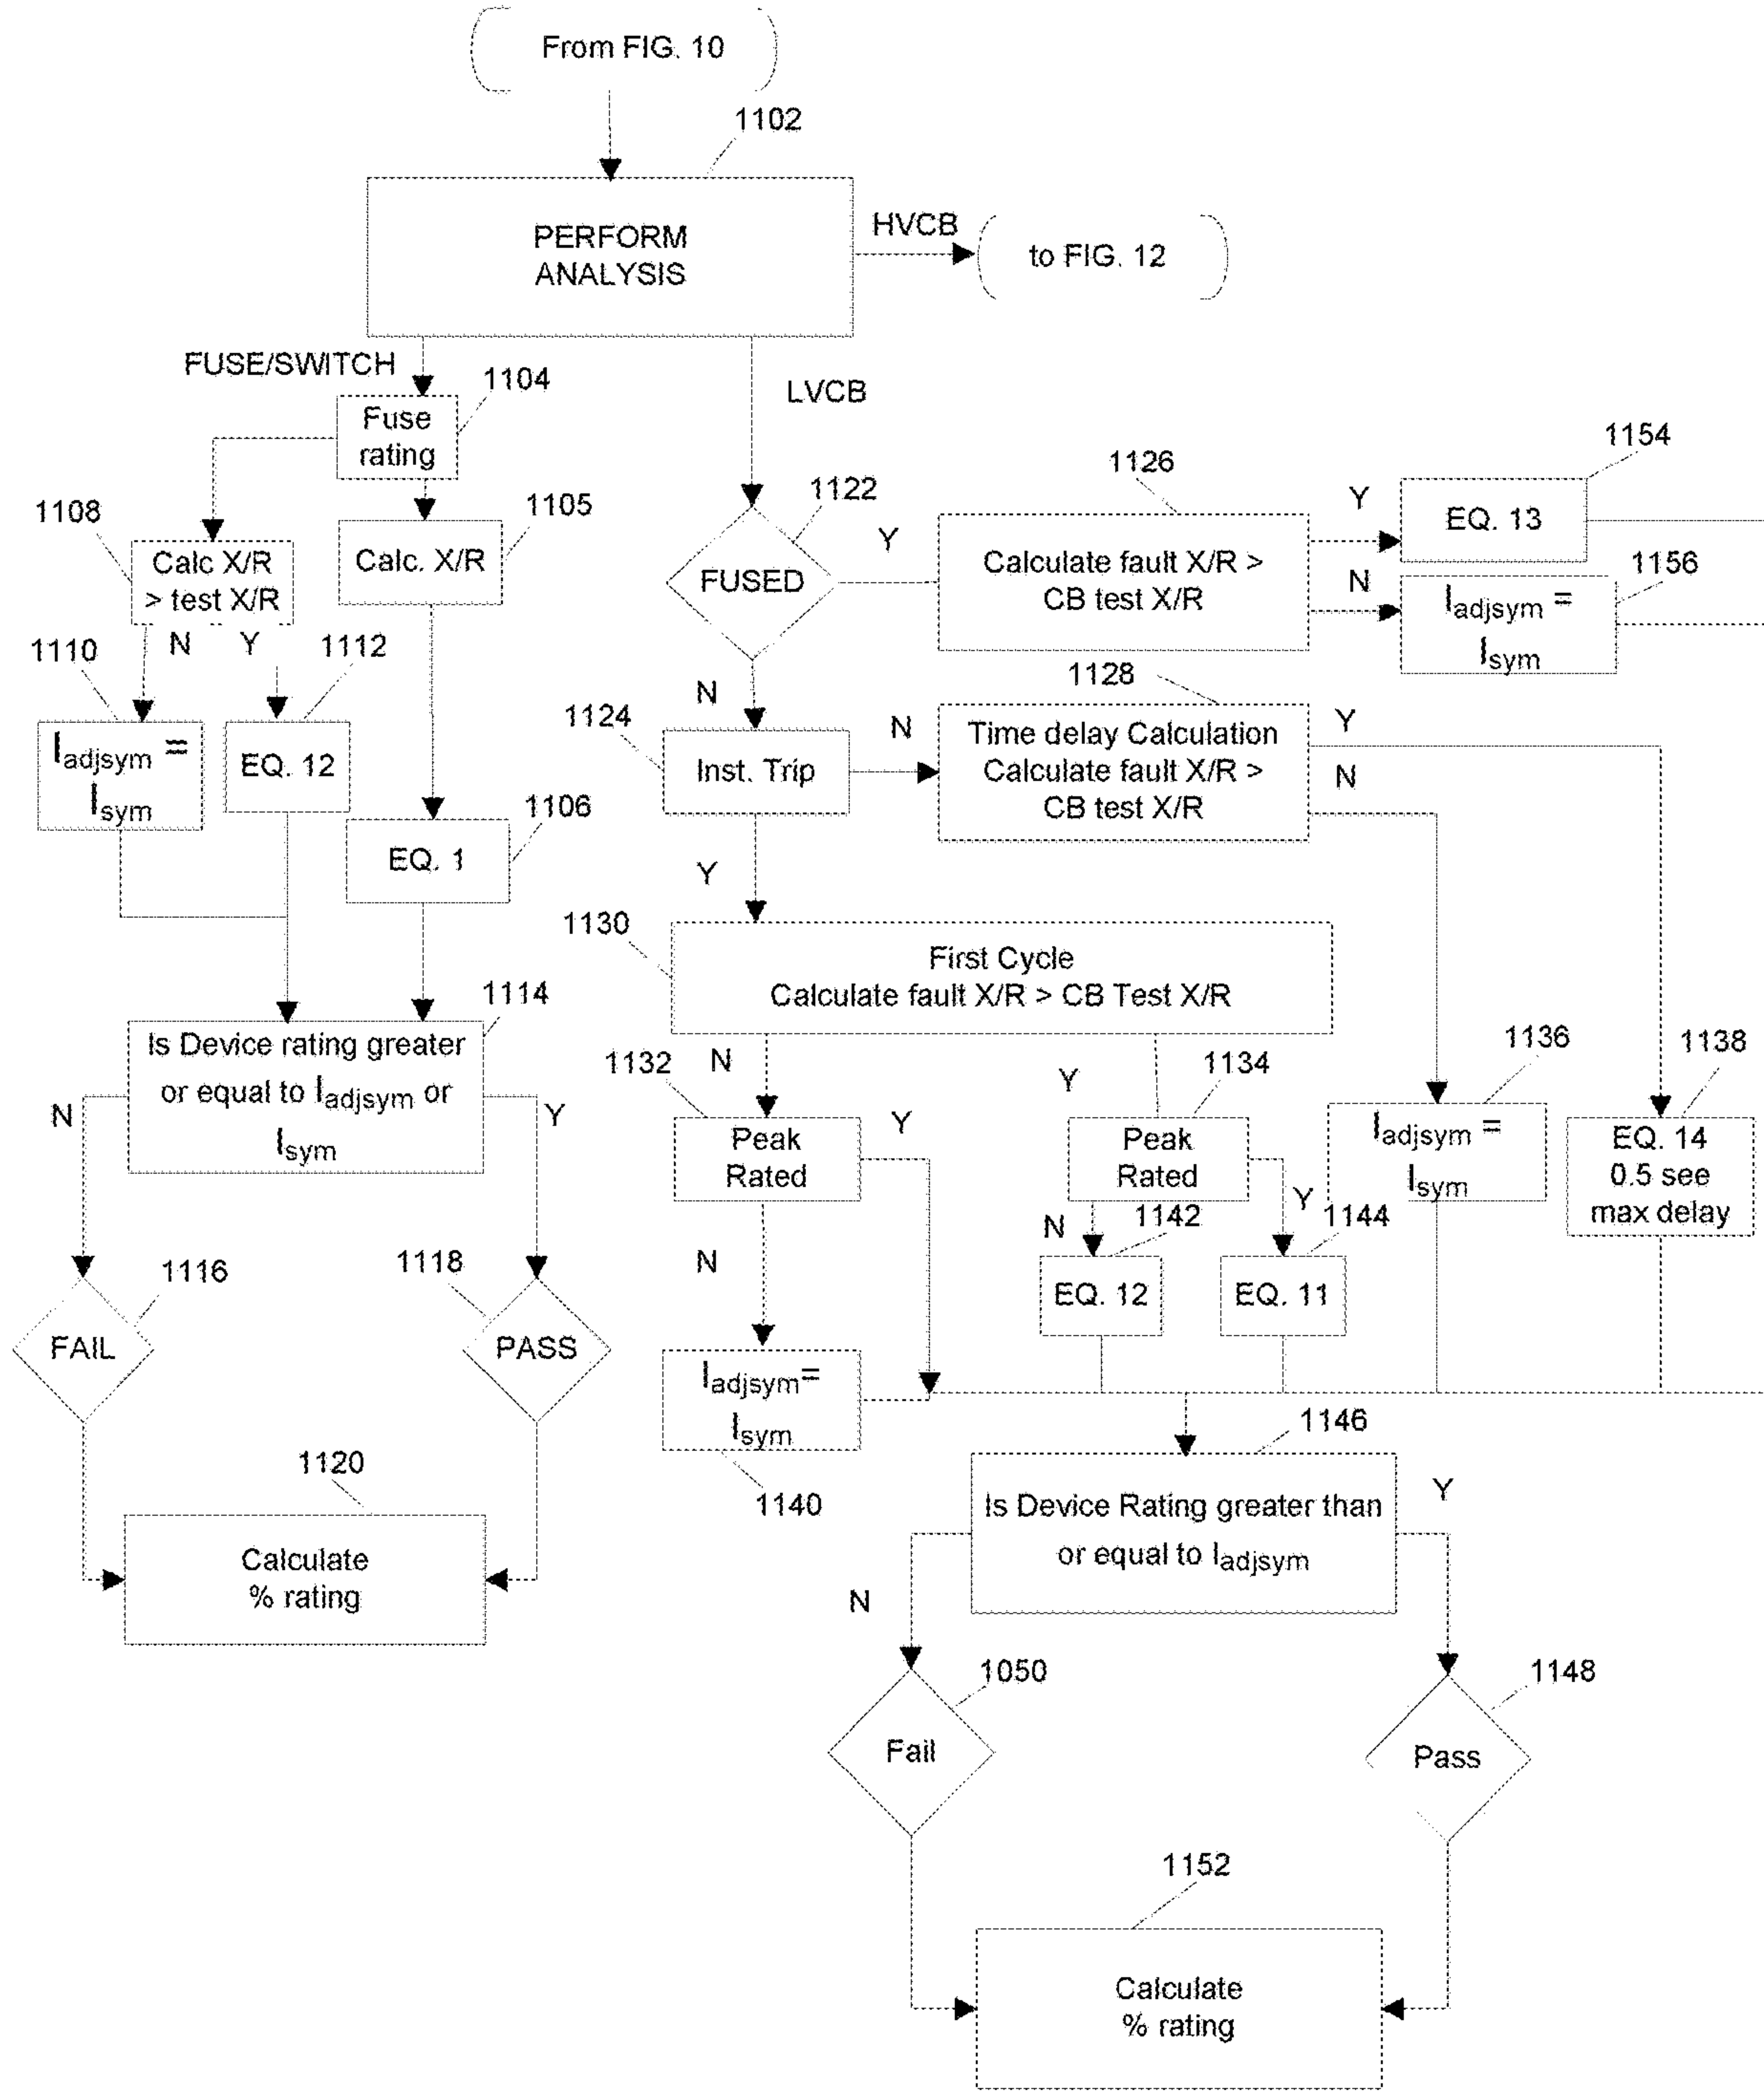 From FIG. 10
1102
PERFORM
ANALYSIS
HVCB
to FIG. 12
FUSE/SWITCH
LVCB
1104
Fuse
rating
1108
Calc X/R
> test X/R
1105
Calc. X/R
N
Y
1110
Iadjsym =
Isym
1112
EQ. 12
1106
EQ. 1
1114
Is Device rating greater
or equal to Iadjsym or
Isym
N
Y
1116
FAIL
1118
PASS
1120
Calculate
% rating
1122
FUSED
Y
N
1126
Calculate fault X/R >
CB test X/R
Y
N
1154
EQ. 13
1156
Iadjsym =
Isym
1124
Inst. Trip
N
Y
1128
Time delay Calculation
Calculate fault X/R >
CB test X/R
Y
N
1130
First Cycle
Calculate fault X/R > CB Test X/R
N
Y
1132
Peak
Rated
Y
N
1134
Peak
Rated
N
Y
1136
Iadjsym =
Isym
1138
EQ. 14
0.5 see
max delay
1142
EQ. 12
1144
EQ. 11
Iadjsym=
Isym
1140
1146
Is Device Rating greater than
or equal to Iadjsym
N
Y
1050
Fail
1148
Pass
1152
Calculate
% rating